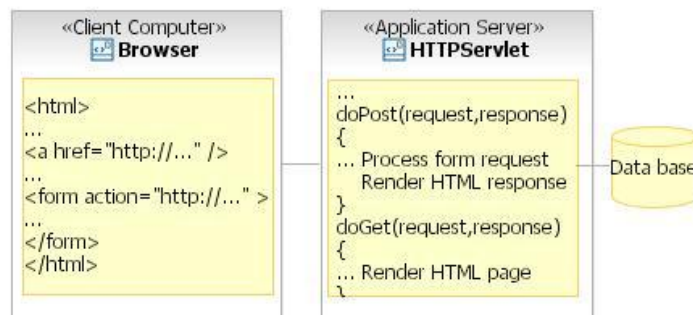 «Client Computer»
Browser
<html>
...
<a href="http://..." />
...
<form action="http://..." >
...
</form>
</html>
«Application Server»
HTTPServlet
...
doPost(request,response)
{
... Process form request
Render HTML response
}
doGet(request,response)
{
... Render HTML page
}
Data base